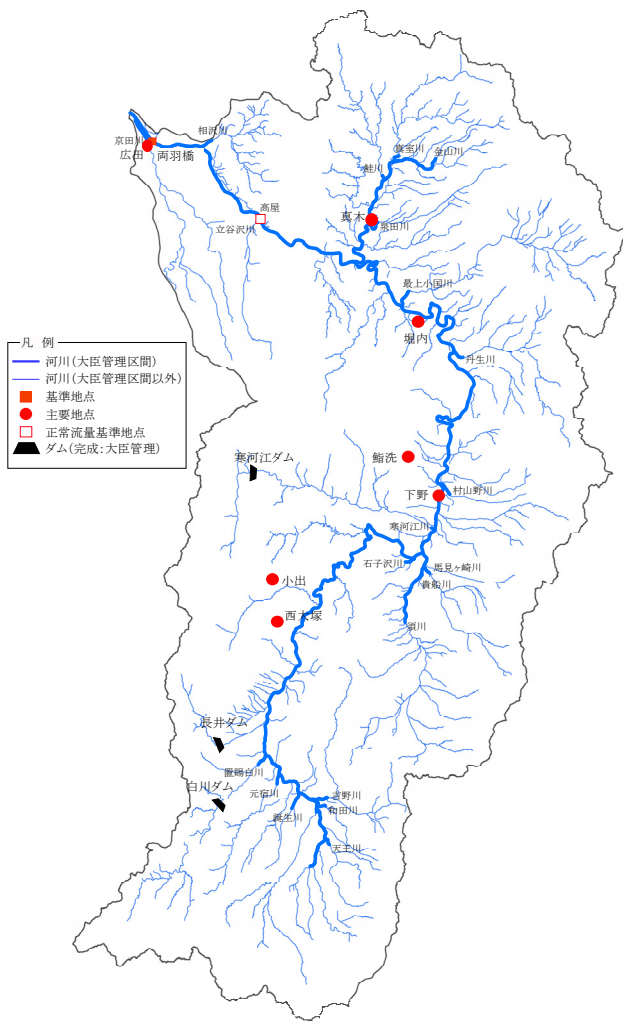 相沢川
京田川
広田
両羽橋
真室川
金山川
鮭川
高屋
立谷沢川
真木
泉田川
最上小国川
堀内
丹生川
凡 例
河川(大臣管理区間)
河川(大臣管理区間以外)
基準地点
主要地点
正常流量基準地点
ダム(完成:大臣管理)
寒河江ダム
鮨洗
下野
村山野川
寒河江川
石子沢川
馬見ヶ崎川
貴船川
小出
西大塚
須川
長井ダム
置賜白川
白川ダム
元宿川
吉野川
和田川
誕生川
天王川